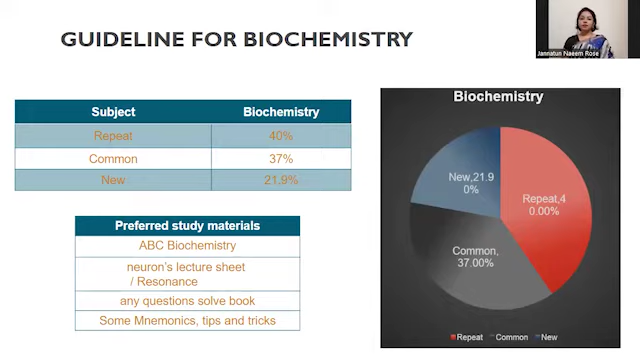 GUIDELINE FOR BIOCHEMISTRY
Jannatun Naeem Rose
Subject Biochemistry
Repeat 40%
Common 37%
New 21.9%
Preferred study materials
ABC Biochemistry
neuron's lecture sheet
/ Resonance
any questions solve book
Some Mnemonics, tips and tricks
Biochemistry
New,21.9
0%
Repeat,4
0.00%
Common,
37.00%
Repeat Common New